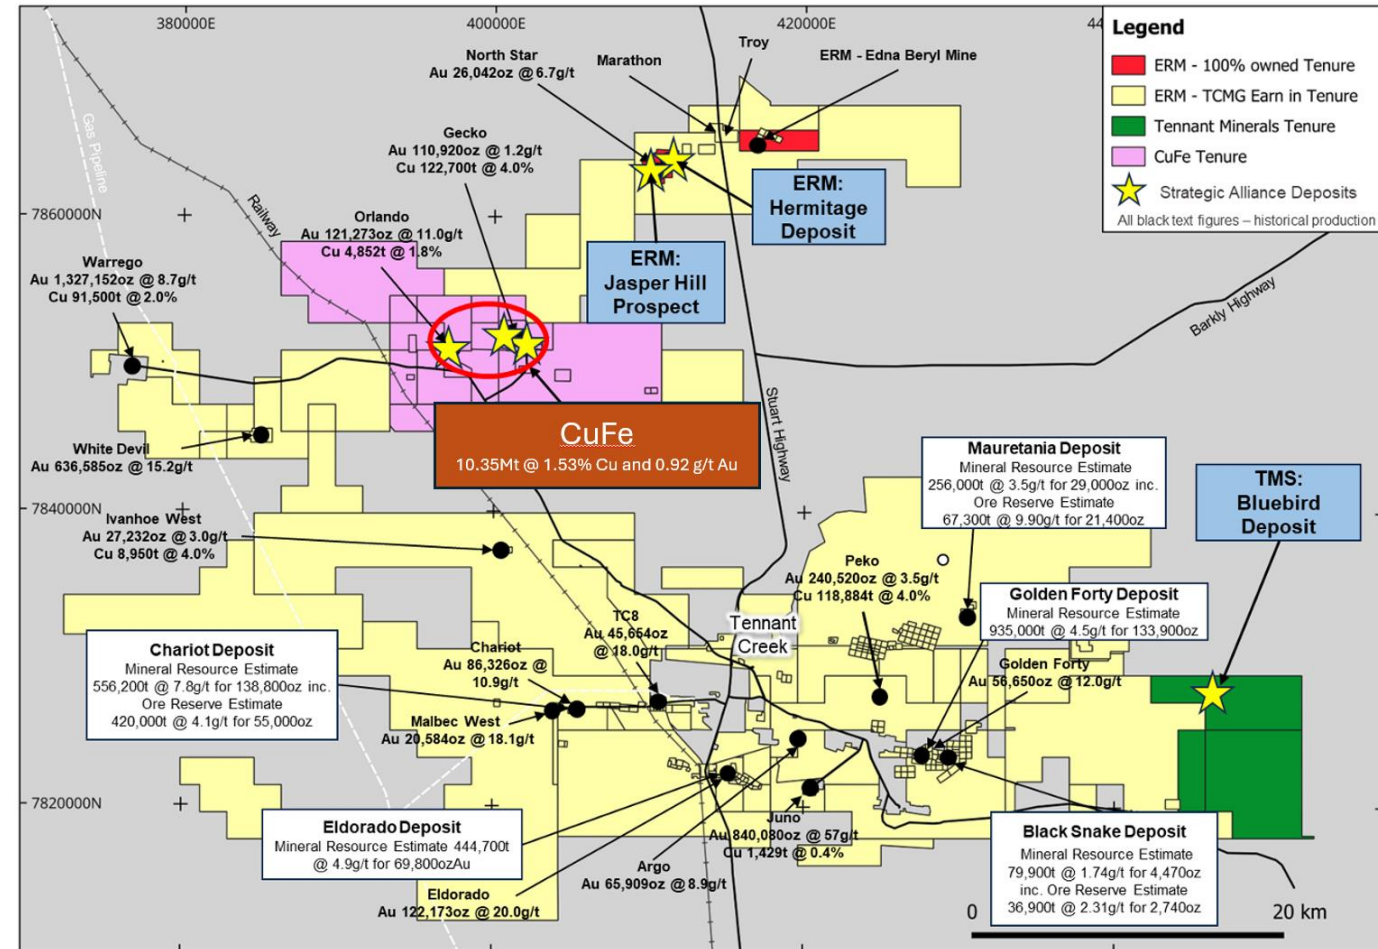 380000E
400000E
420000E
44
Legend
ERM - 100% owned Tenure
ERM - TCMG Earn in Tenure
Tennant Minerals Tenure
CuFe Tenure
Strategic Alliance Deposits
All black text figures – historical production
Troy
North Star
Au 26,042oz @ 6.7g/t
Marathon
ERM - Edna Beryl Mine
Gas Pipeline
Gecko
Au 110,920oz @ 1.2g/t
Cu 122,700t @ 4.0%
ERM:
Hermitage
Deposit
7860000N
Railway
Orlando
Au 121,273oz @ 11.0g/t
Cu 4,852t @ 1.8%
ERM:
Jasper Hill
Prospect
Warrego
Au 1,327,152oz @ 8.7g/t
Cu 91,500t @ 2.0%
Barkly Highway
Stuart Highway
CuFe
10.35Mt @ 1.53% Cu and 0.92 g/t Au
White Devil
Au 636,585oz @ 15.2g/t
Mauretania Deposit
Mineral Resource Estimate
256,000t @ 3.5g/t for 29,000oz inc.
Ore Reserve Estimate
67,300t @ 9.90g/t for 21,400oz
TMS:
Bluebird
Deposit
7840000N
Ivanhoe West
Au 27,232oz @ 3.0g/t
Cu 8,950t @ 4.0%
Peko
Au 240,520oz @ 3.5g/t
Cu 118,884t @ 4.0%
Golden Forty Deposit
Mineral Resource Estimate
935,000t @ 4.5g/t for 133,900oz
TC8
Au 45,654oz
@ 18.0g/t
Tennant
Creek
Chariot Deposit
Mineral Resource Estimate
556,200t @ 7.8g/t for 138,800oz inc.
Ore Reserve Estimate
420,000t @ 4.1g/t for 55,000oz
Chariot
Au 86,326oz @
10.9g/t
Golden Forty
Au 56,650oz @ 12.0g/t
Malbec West
Au 20,584oz @ 18.1g/t
7820000N
Eldorado Deposit
Mineral Resource Estimate 444,700t
@ 4.9g/t for 69,800ozAu
Juno
Au 840,080oz @ 57g/t
Cu 1,429t @ 0.4%
Black Snake Deposit
Mineral Resource Estimate
79,900t @ 1.74g/t for 4,470oz
inc. Ore Reserve Estimate
36,900t @ 2.31g/t for 2,740oz
Argo
Au 65,909oz @ 8.9g/t
Eldorado
Au 122,173oz @ 20.0g/t
0
20 km